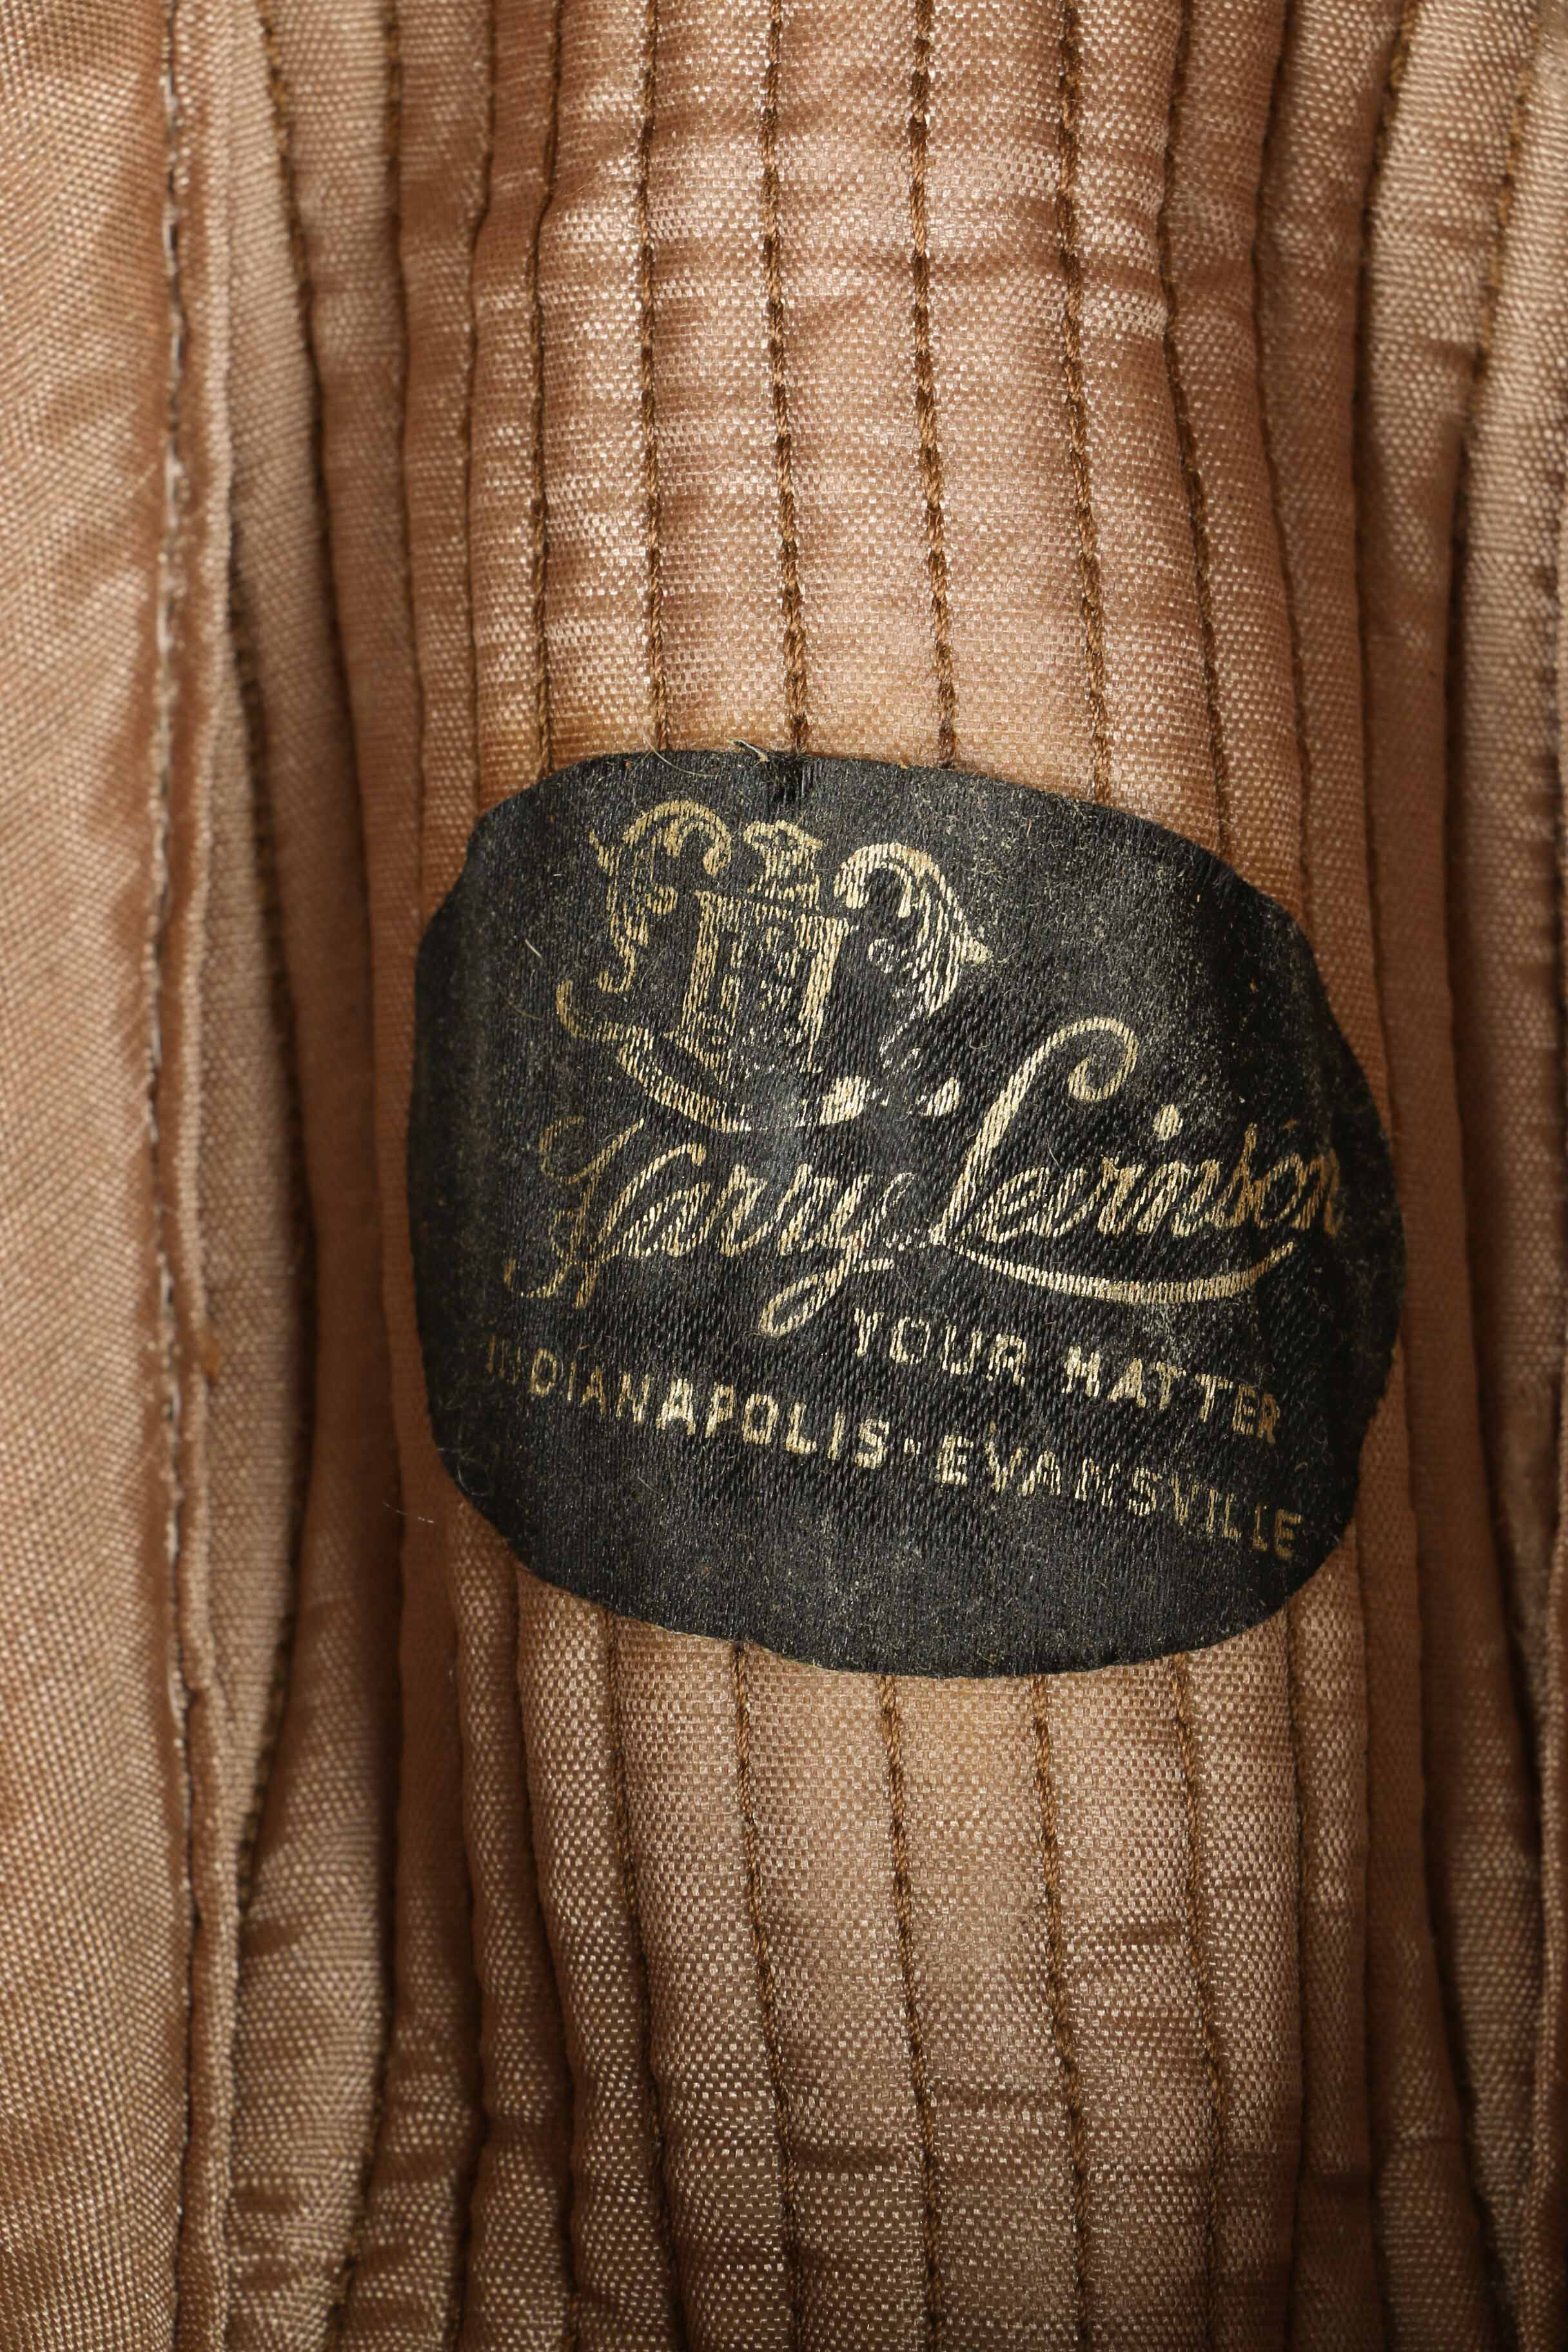 Harry Levinson
YOUR HATTER
INDIANAPOLIS-EVANSVILLE